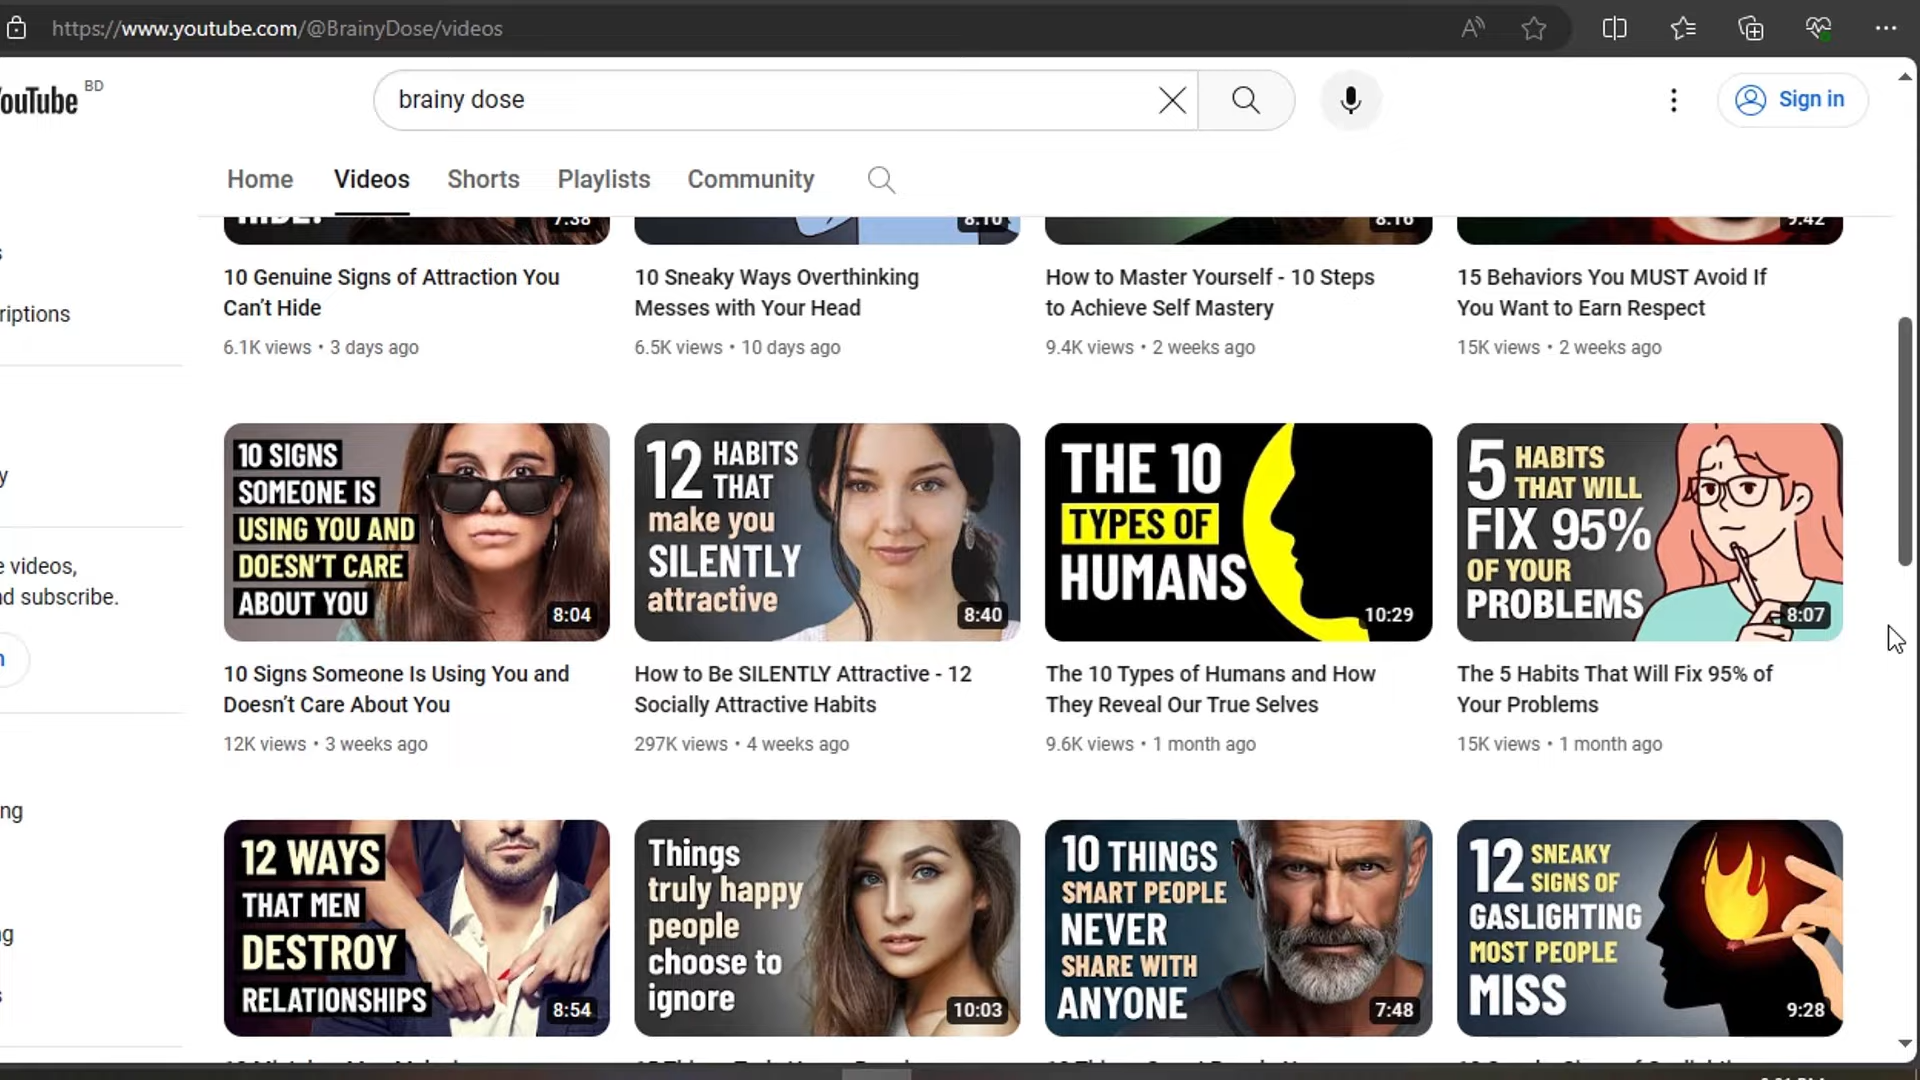 https://www.youtube.com/@BrainyDose/videos
ouTube BD
brainy dose
Sign in
Home Videos Shorts Playlists Community
riptions
y
e videos,
nd subscribe.
n
ng
g
s
7:38
8:10
8:16
9:42
10 Genuine Signs of Attraction You
Can’t Hide
6.1K views • 3 days ago
10 Sneaky Ways Overthinking
Messes with Your Head
6.5K views • 10 days ago
How to Master Yourself - 10 Steps
to Achieve Self Mastery
9.4K views • 2 weeks ago
15 Behaviors You MUST Avoid If
You Want to Earn Respect
15K views • 2 weeks ago
10 SIGNS
SOMEONE IS
USING YOU AND
DOESN’T CARE
ABOUT YOU
8:04
10 Signs Someone Is Using You and
Doesn’t Care About You
12K views • 3 weeks ago
12 HABITS
THAT
make you
SILENTLY
attractive
8:40
How to Be SILENTLY Attractive - 12
Socially Attractive Habits
297K views • 4 weeks ago
THE 10
TYPES OF
HUMANS
10:29
The 10 Types of Humans and How
They Reveal Our True Selves
9.6K views • 1 month ago
5 HABITS
THAT WILL
FIX 95%
OF YOUR
PROBLEMS
8:07
The 5 Habits That Will Fix 95% of
Your Problems
15K views • 1 month ago
12 WAYS
THAT MEN
DESTROY
RELATIONSHIPS
8:54
Things
truly happy
people
choose to
ignore
10:03
10 THINGS
SMART PEOPLE
NEVER
SHARE WITH
ANYONE
7:48
12 SNEAKY
SIGNS OF
GASLIGHTING
MOST PEOPLE
MISS
9:28